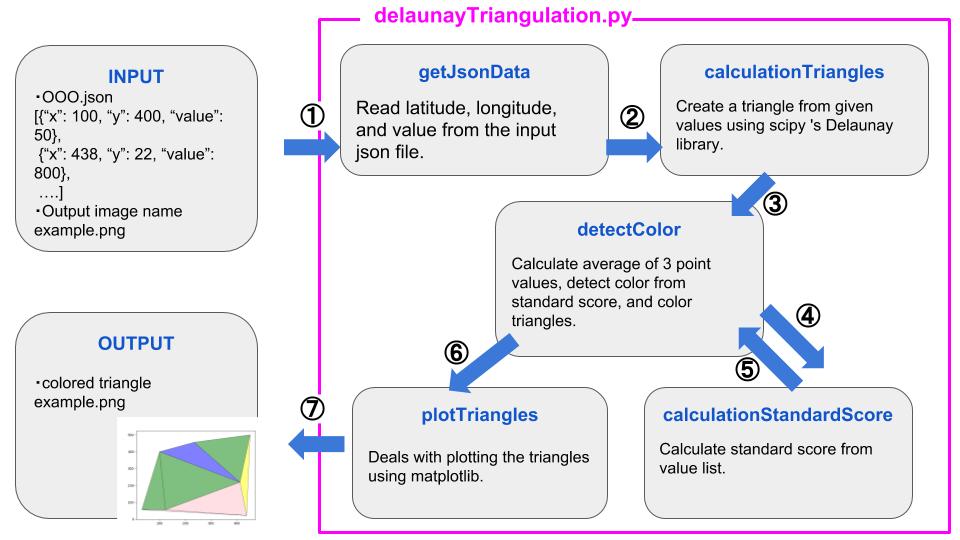 delaunayTriangulation.py
INPUT
・OOO.json
[{“x”: 100, “y”: 400, “value”:
50},
{“x”: 438, “y”: 22, “value”:
800},
….]
・Output image name
example.png
①
getJsonData
Read latitude, longitude,
and value from the input
json file.
②
calculationTriangles
Create a triangle from given
values using scipy 's Delaunay
library.
③
detectColor
Calculate average of 3 point
values, detect color from
standard score, and color
triangles.
④
⑤
calculationStandardScore
Calculate standard score from
value list.
⑥
plotTriangles
Deals with plotting the triangles
using matplotlib.
⑦
OUTPUT
・colored triangle
example.png